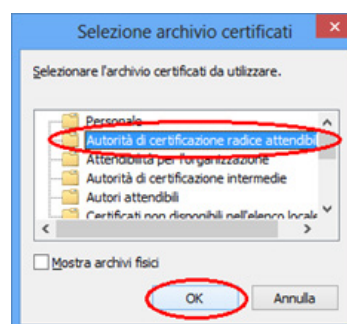 Selezione archivio certificati
Selezionare l'archivio certificati da utilizzare.
Personale
Autorità di certificazione radice attendibi
Attendibilità per l'organizzazione
Autorità di certificazione intermedie
Autori attendibili
Certificati non disponibili nell'elenco locale
Mostra archivi fisici
OK
Annulla